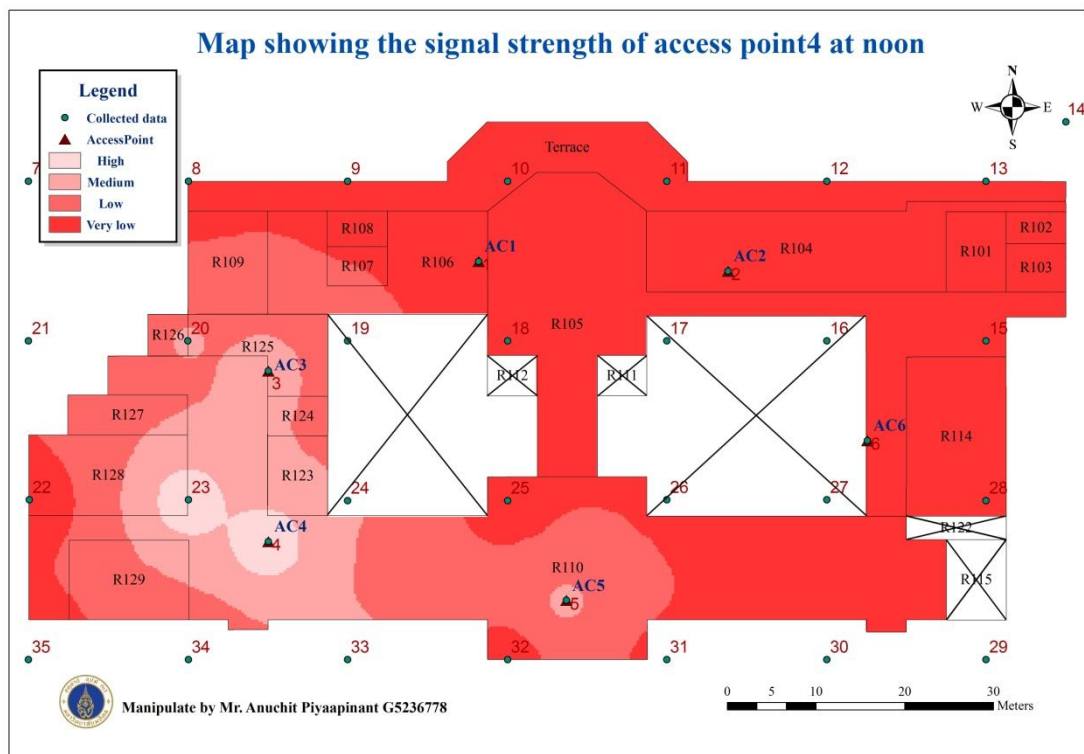 Map showing the signal strength of access point4 at noon
Legend
Collected data
AccessPoint
High
Medium
Low
Very low
N
W E
S
14
7 8 9 10 11 12 13
Terrace
R108
R107
R106
AC1
1
AC2
2
R104
R101
R102
R103
R109
R105
21
R126
20
R125
19
18
17
16
15
AC3
3
R112
R111
R127
R124
AC6
6
R114
R128
R123
22
23
24
25
26
27
28
AC4
4
R122
R129
R110
AC5
5
R115
35 34 33 32 31 30 29
Manipulate by Mr. Anuchit Piyaapinant G5236778
0 5 10 20 30
Meters